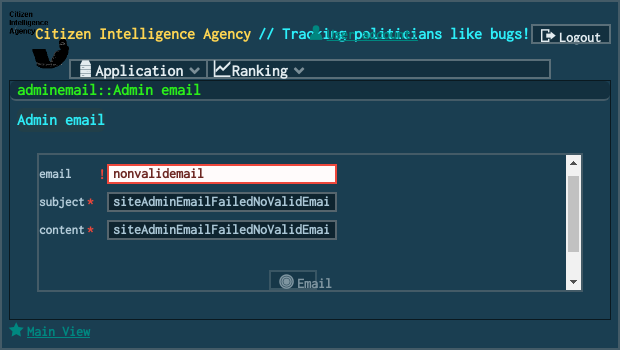 Citizen
Intelligence
Agency
Citizen Intelligence Agency // Tracking politicians like bugs!
Logout
Application
Ranking
adminemail::Admin email
Admin email
email ! nonvalidemail
subject * siteAdminEmailFailedNoValidEmai
content * siteAdminEmailFailedNoValidEmai
Email
Main View